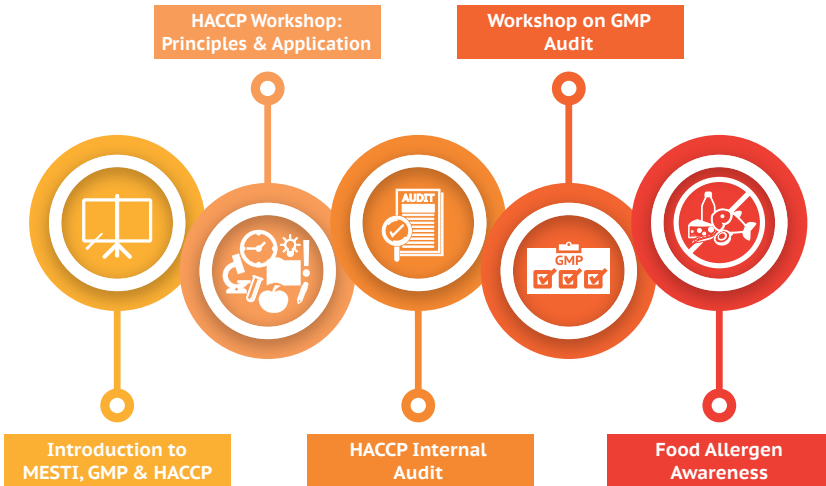 HACCP Workshop:
Principles & Application
Workshop on GMP
Audit
AUDIT
GMP
Introduction to
MESTI, GMP & HACCP
HACCP Internal
Audit
Food Allergen
Awareness